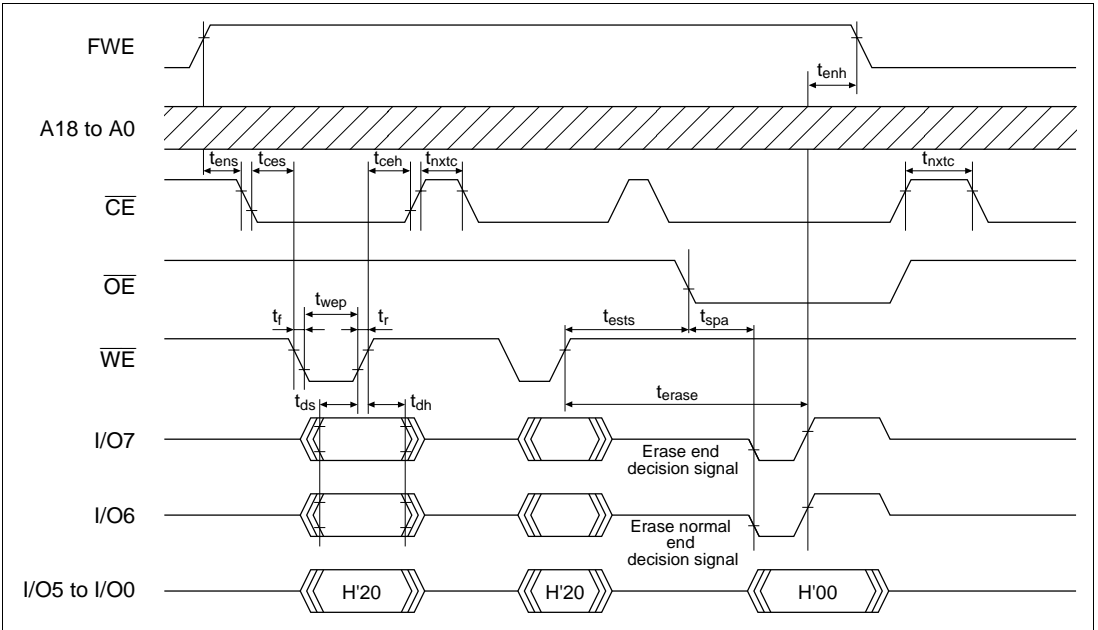 FWE
tenh
A18 to A0
tens
tces
tceh
tnxtc
tnxtc
CE
OE
twep
tf
tr
tests
tspa
WE
terase
tds
tdh
I/O7
Erase end
decision signal
I/O6
Erase normal
end
decision signal
I/O5 to I/O0
H'20
H'20
H'00